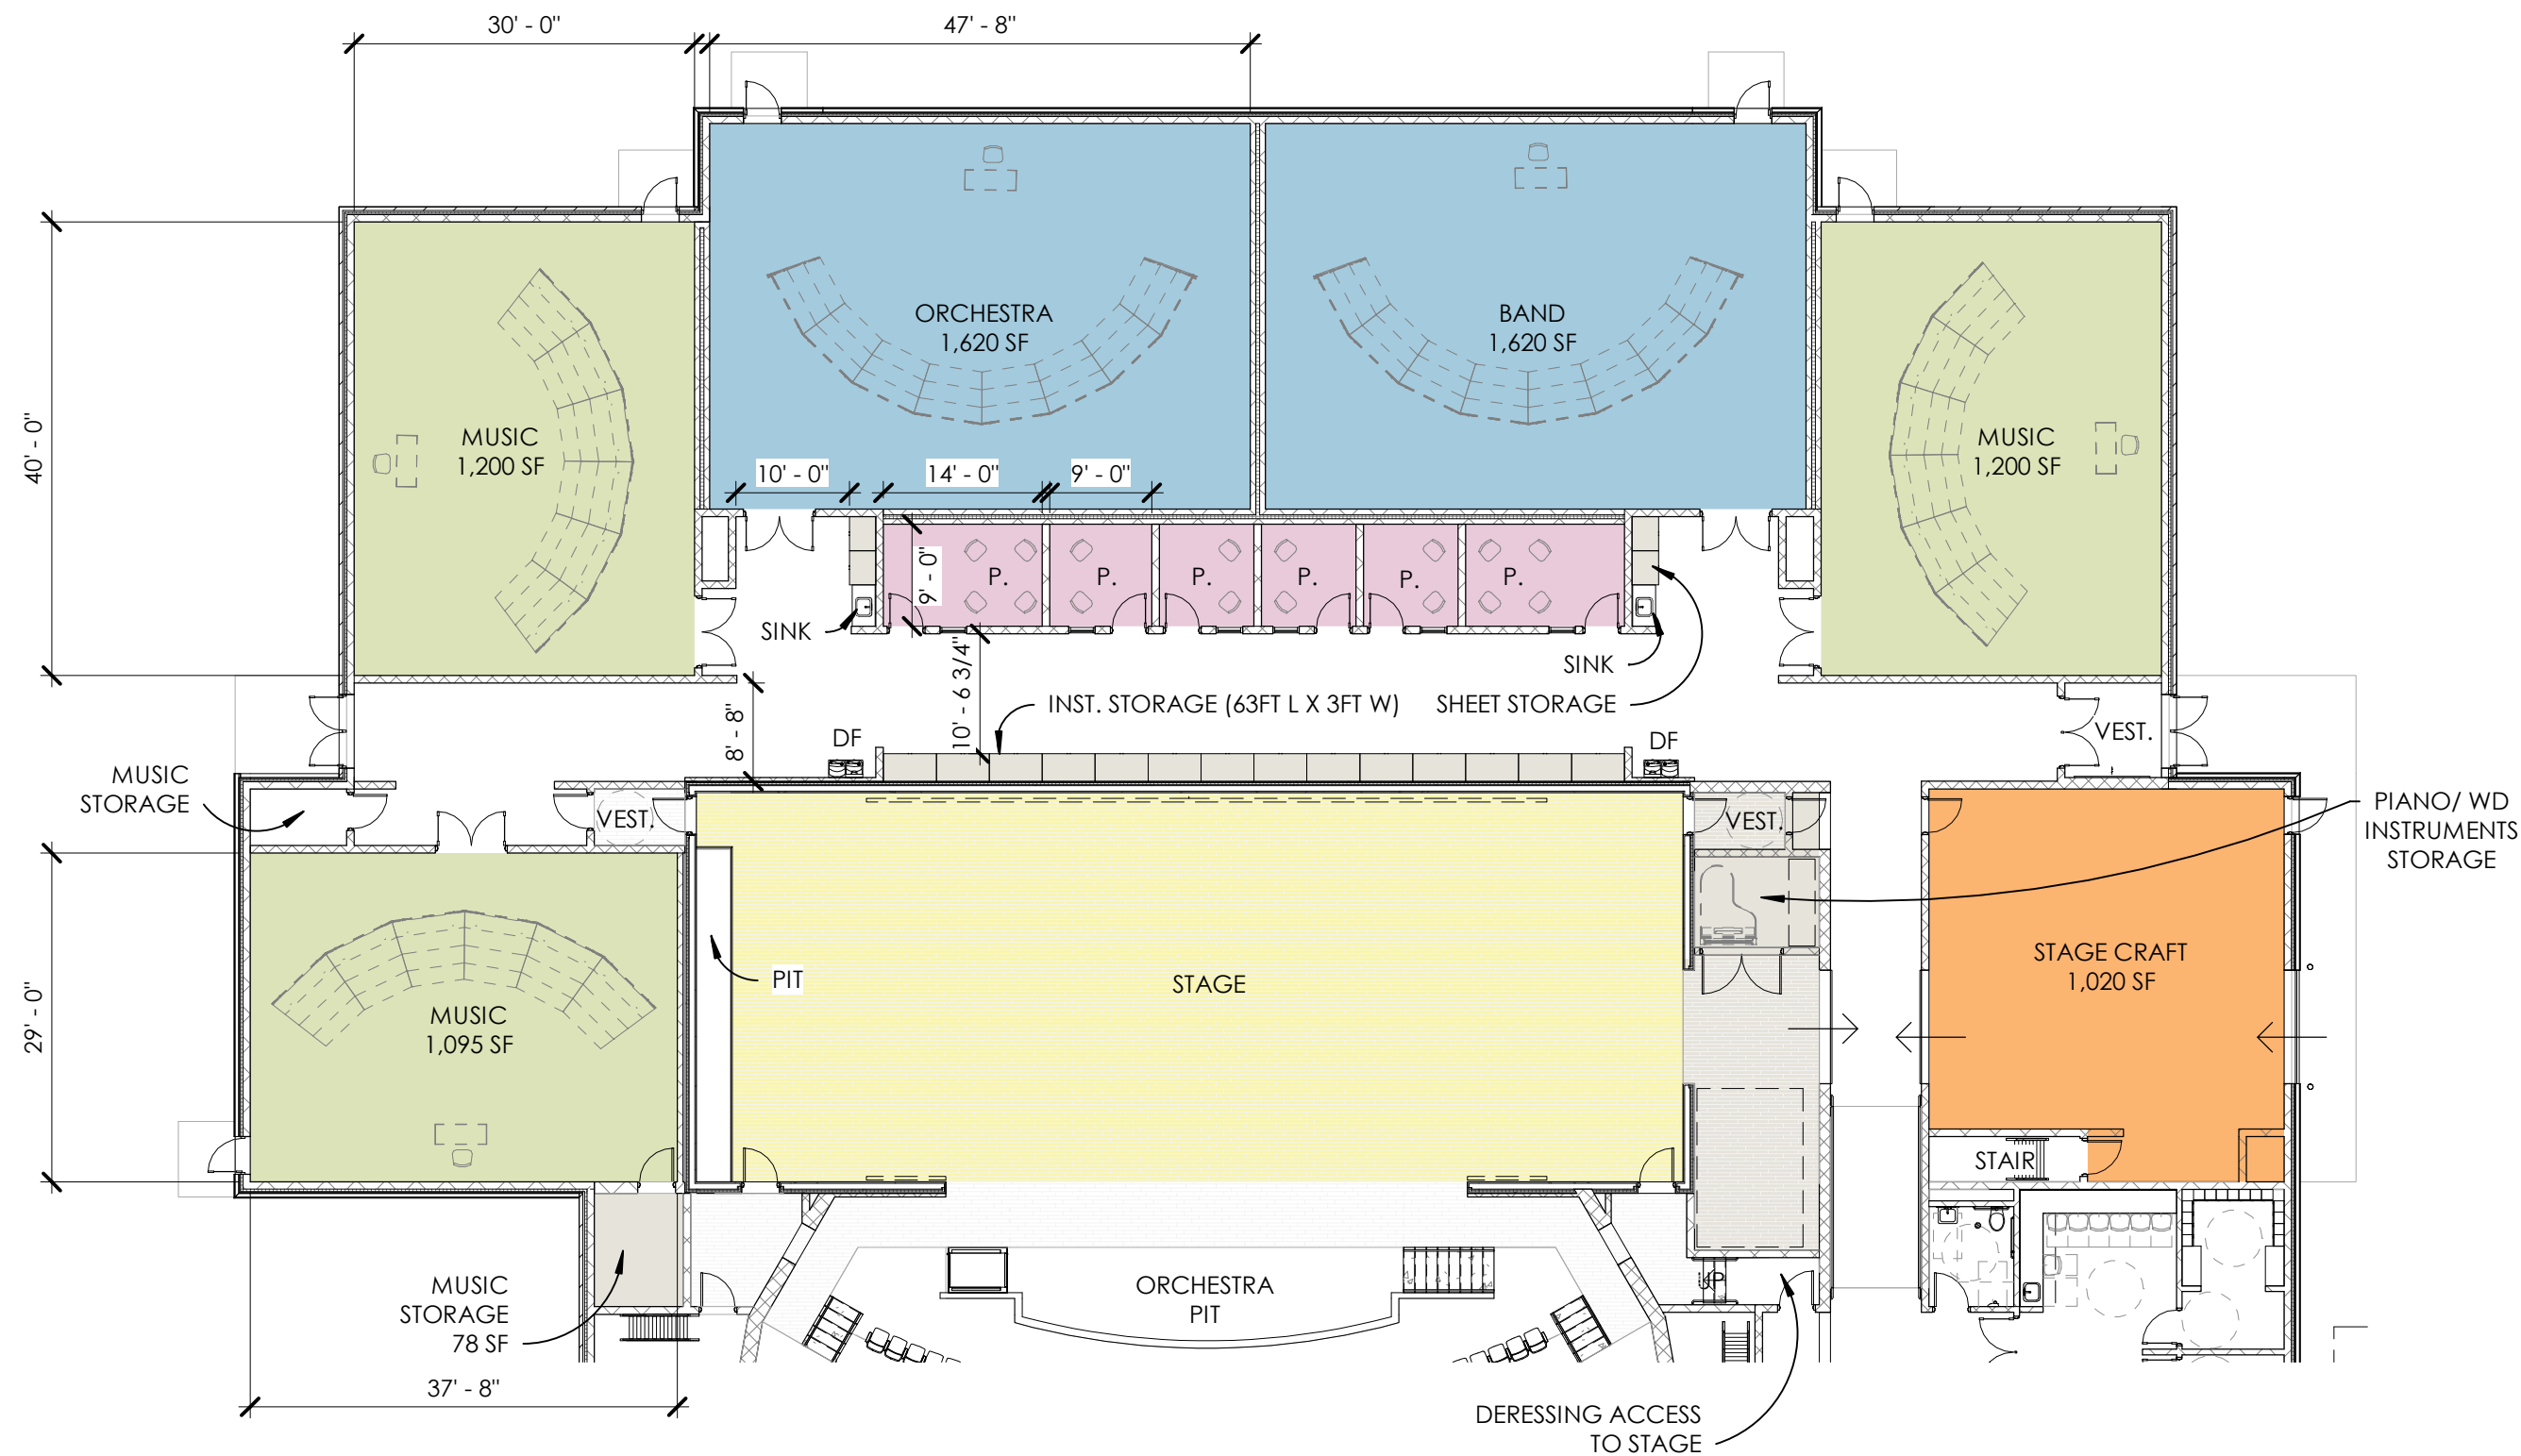 30' - 0"
47' - 8"
40' - 0"
ORCHESTRA
1,620 SF
BAND
1,620 SF
MUSIC
1,200 SF
MUSIC
1,200 SF
10' - 0"
14' - 0"
9' - 0"
9' - 0"
P.
P.
P.
P.
P.
P.
SINK
SINK
10' - 6 3/4"
INST. STORAGE (63FT L X 3FT W)
SHEET STORAGE
8' - 8"
DF
DF
VEST.
MUSIC
STORAGE
VEST.
VEST.
PIANO/ WD
INSTRUMENTS
STORAGE
STAGE CRAFT
1,020 SF
PIT
STAGE
29' - 0"
MUSIC
1,095 SF
STAIR
MUSIC
STORAGE
78 SF
ORCHESTRA
PIT
37' - 8"
DERESSING ACCESS
TO STAGE